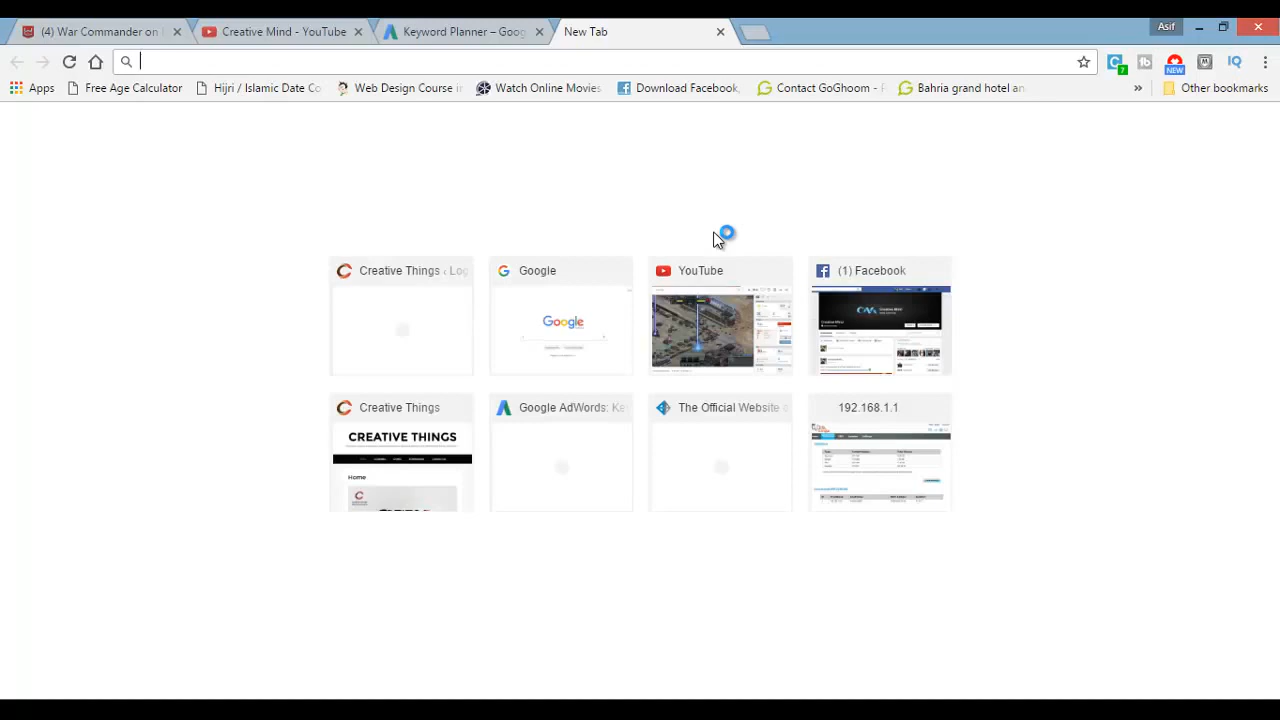 (4) War Commander on
Creative Mind - YouTube
Keyword Planner – Goog
New Tab
Asif
7
NEW
IQ
Apps
Free Age Calculator
Hijri / Islamic Date Co
Web Design Course i
Watch Online Movies
Download Facebook,
Contact GoGhoom -
Bahria grand hotel an
»
Other bookmarks
Creative Things
Log
Google
YouTube
(1) Facebook
Google
Creative Things
Google AdWords: Ke
The Official Website
192.168.1.1
CREATIVE THINGS
Home